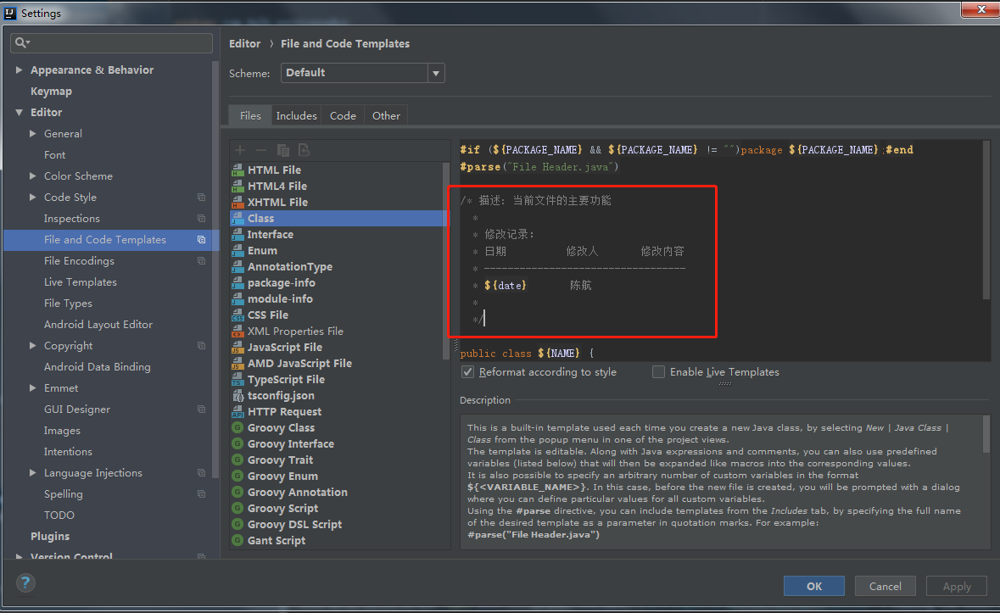 Settings
Editor › File and Code Templates
Scheme: Default
Appearance & Behavior
Keymap
Editor
General
Font
Color Scheme
Code Style
Inspections
File and Code Templates
File Encodings
Live Templates
File Types
Android Layout Editor
Copyright
Android Data Binding
Emmet
GUI Designer
Images
Intentions
Language Injections
Spelling
TODO
Plugins
Version Control
Files Includes Code Other
HTML File
HTML4 File
XHTML File
Class
Interface
Enum
AnnotationType
package-info
module-info
CSS File
XML Properties File
JavaScript File
AMD JavaScript File
TypeScript File
tsconfig.json
HTTP Request
Groovy Class
Groovy Interface
Groovy Trait
Groovy Enum
Groovy Annotation
Groovy Script
Groovy DSL Script
Gant Script
#if (${PACKAGE_NAME} && ${PACKAGE_NAME} != "")package ${PACKAGE_NAME};#end
#parse("File Header.java")
/* 描述: 当前文件的主要功能
*
* 修改记录:
* 日期 修改人 修改内容
* ----------------------------------
* ${date} 陈航
*
*/
public class ${NAME} {
Reformat according to style Enable Live Templates
Description
This is a built-in template used each time you create a new Java class, by selecting New | Java Class |
Class from the popup menu in one of the project views.
The template is editable. Along with Java expressions and comments, you can also use predefined
variables (listed below) that will then be expanded like macros into the corresponding values.
It is also possible to specify an arbitrary number of custom variables in the format
${<VARIABLE_NAME>}. In this case, before the new file is created, you will be prompted with a dialog
where you can define particular values for all custom variables.
Using the #parse directive, you can include templates from the Includes tab, by specifying the full name
of the desired template as a parameter in quotation marks. For example:
#parse("File Header.java")
?
OK Cancel Apply